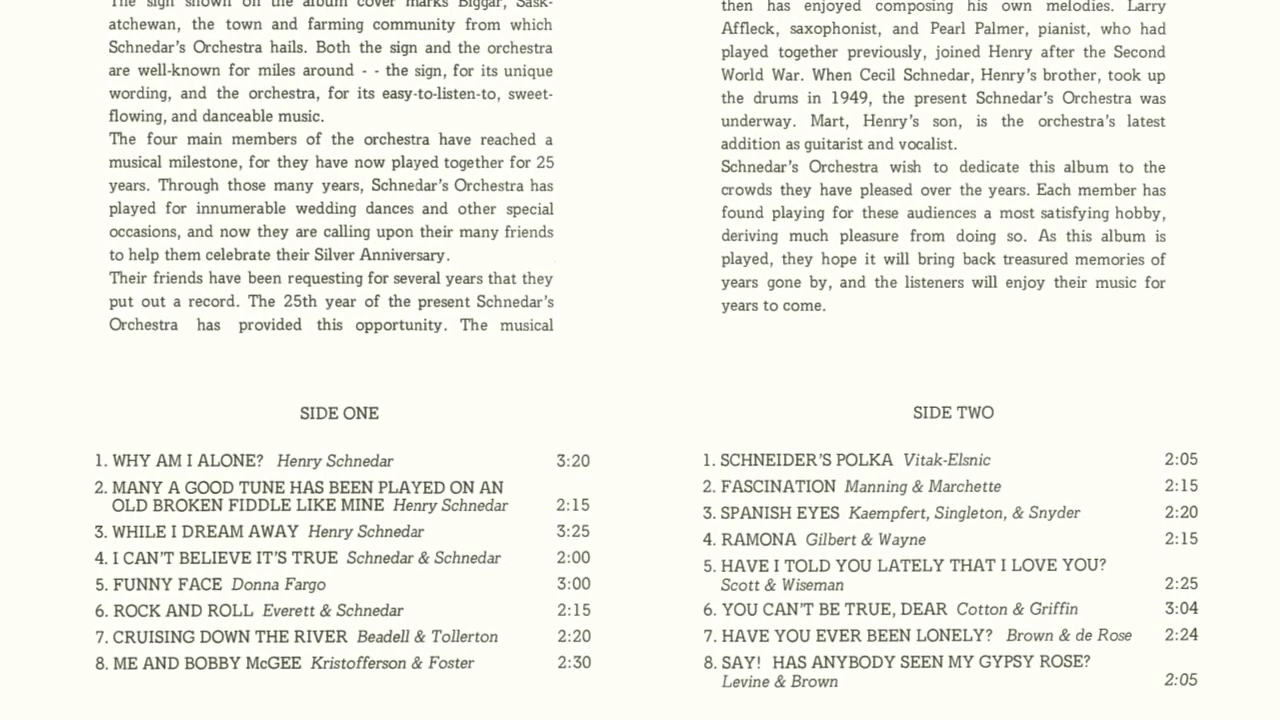 The sign shown on the album cover marks Biggar, Sask-
atchewan, the town and farming community from which
Schnedar's Orchestra hails. Both the sign and the orchestra
are well-known for miles around - - the sign, for its unique
wording, and the orchestra, for its easy-to-listen-to, sweet-
flowing, and danceable music.
The four main members of the orchestra have reached a
musical milestone, for they have now played together for 25
years. Through those many years, Schnedar's Orchestra has
played for innumerable wedding dances and other special
occasions, and now they are calling upon their many friends
to help them celebrate their Silver Anniversary.
Their friends have been requesting for several years that they
put out a record. The 25th year of the present Schnedar's
Orchestra has provided this opportunity. The musical
then has enjoyed composing his own melodies. Larry
Affleck, saxophonist, and Pearl Palmer, pianist, who had
played together previously, joined Henry after the Second
World War. When Cecil Schnedar, Henry's brother, took up
the drums in 1949, the present Schnedar's Orchestra was
underway. Mart, Henry's son, is the orchestra's latest
addition as guitarist and vocalist.
Schnedar's Orchestra wish to dedicate this album to the
crowds they have pleased over the years. Each member has
found playing for these audiences a most satisfying hobby,
deriving much pleasure from doing so. As this album is
played, they hope it will bring back treasured memories of
years gone by, and the listeners will enjoy their music for
years to come.
SIDE ONE
1. WHY AM I ALONE? Henry Schnedar 3:20
2. MANY A GOOD TUNE HAS BEEN PLAYED ON AN
OLD BROKEN FIDDLE LIKE MINE Henry Schnedar 2:15
3. WHILE I DREAM AWAY Henry Schnedar 3:25
4. I CAN'T BELIEVE IT'S TRUE Schnedar & Schnedar 2:00
5. FUNNY FACE Donna Fargo 3:00
6. ROCK AND ROLL Everett & Schnedar 2:15
7. CRUISING DOWN THE RIVER Beadell & Tollerton 2:20
8. ME AND BOBBY McGEE Kristofferson & Foster 2:30
SIDE TWO
1. SCHNEIDER'S POLKA Vitak-Elsnic 2:05
2. FASCINATION Manning & Marchette 2:15
3. SPANISH EYES Kaempfert, Singleton, & Snyder 2:20
4. RAMONA Gilbert & Wayne 2:15
5. HAVE I TOLD YOU LATELY THAT I LOVE YOU?
Scott & Wiseman 2:25
6. YOU CAN'T BE TRUE, DEAR Cotton & Griffin 3:04
7. HAVE YOU EVER BEEN LONELY? Brown & de Rose 2:24
8. SAY! HAS ANYBODY SEEN MY GYPSY ROSE?
Levine & Brown 2:05